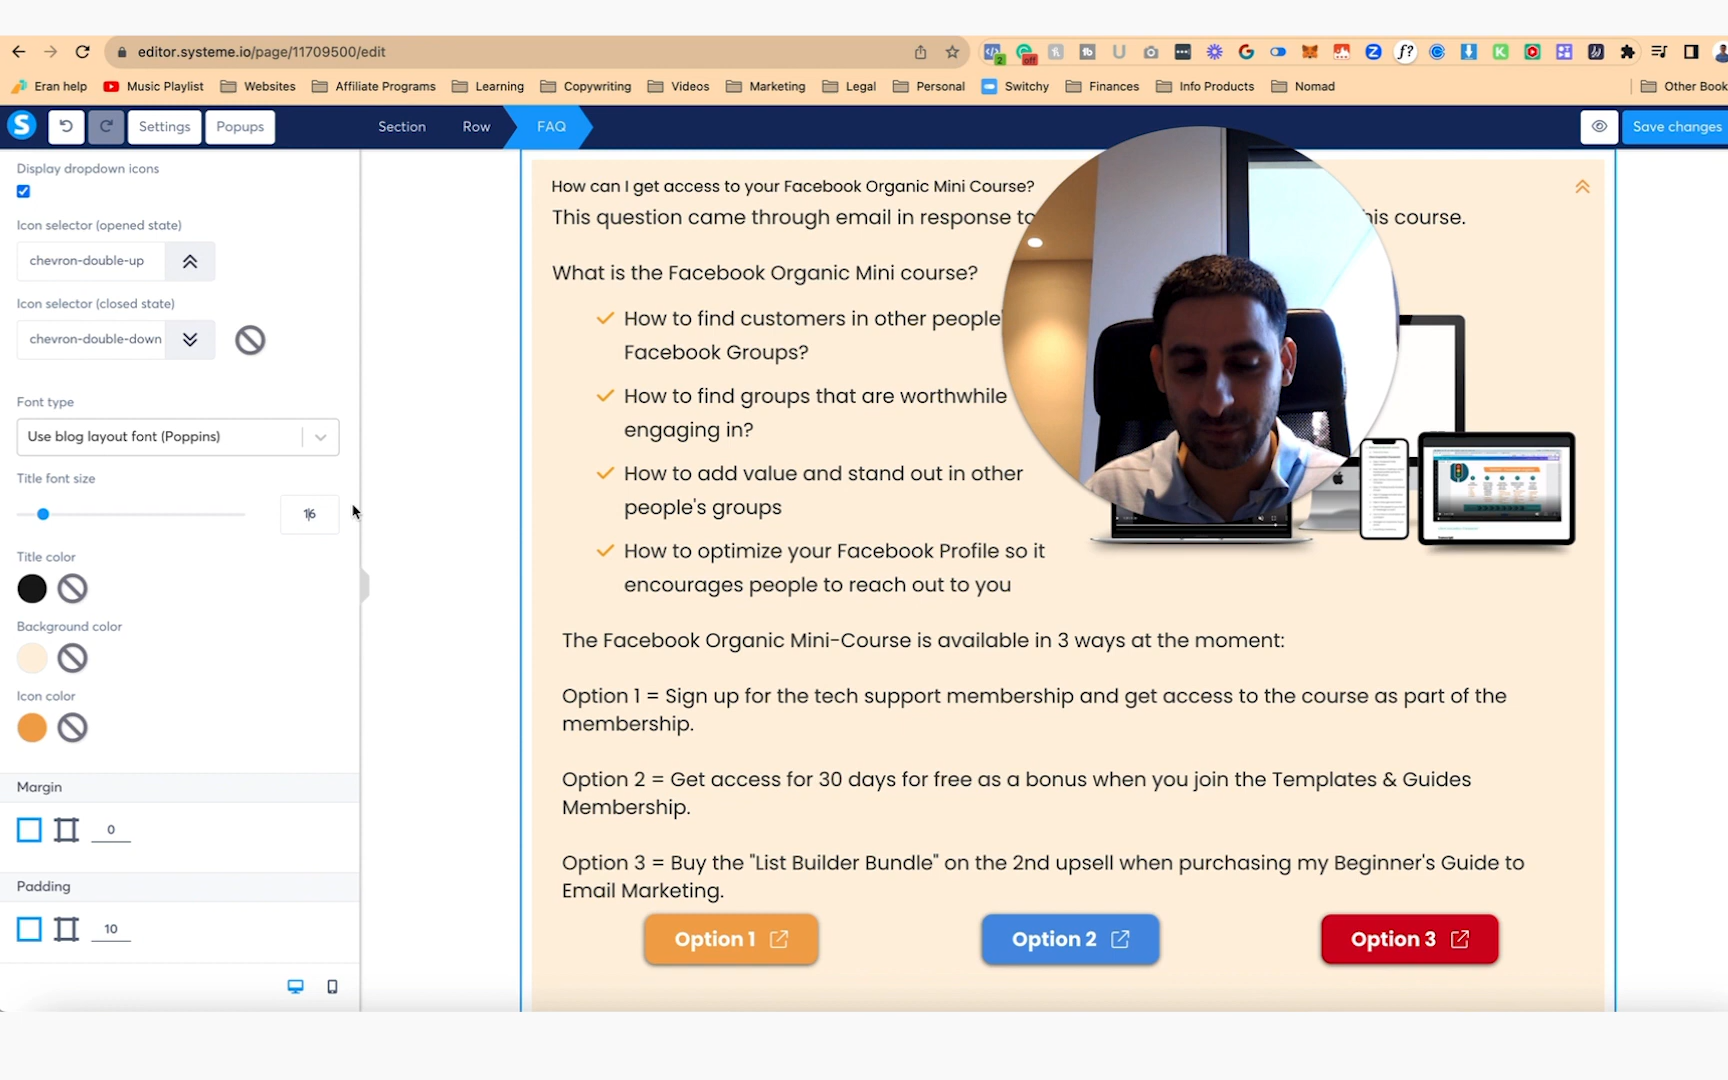 editor.systeme.io/page/11709500/edit
Eran help
Music Playlist
Websites
Affiliate Programs
Learning
Copywriting
Videos
Marketing
Legal
Personal
Switchy
Finances
Info Products
Nomad
Other Book
S
Settings
Popups
Section
Row
FAQ
Save changes
Display dropdown icons
Icon selector (opened state)
chevron-double-up
Icon selector (closed state)
chevron-double-down
Font type
Use blog layout font (Poppins)
Title font size
16
Title color
Background color
Icon color
Margin
0
Padding
10
How can I get access to your Facebook Organic Mini Course?
This question came through email in response to
his course.
What is the Facebook Organic Mini course?
How to find customers in other people'
Facebook Groups?
How to find groups that are worthwhile
engaging in?
How to add value and stand out in other
people's groups
How to optimize your Facebook Profile so it
encourages people to reach out to you
The Facebook Organic Mini-Course is available in 3 ways at the moment:
Option 1 = Sign up for the tech support membership and get access to the course as part of the
membership.
Option 2 = Get access for 30 days for free as a bonus when you join the Templates & Guides
Membership.
Option 3 = Buy the "List Builder Bundle" on the 2nd upsell when purchasing my Beginner's Guide to
Email Marketing.
Option 1
Option 2
Option 3